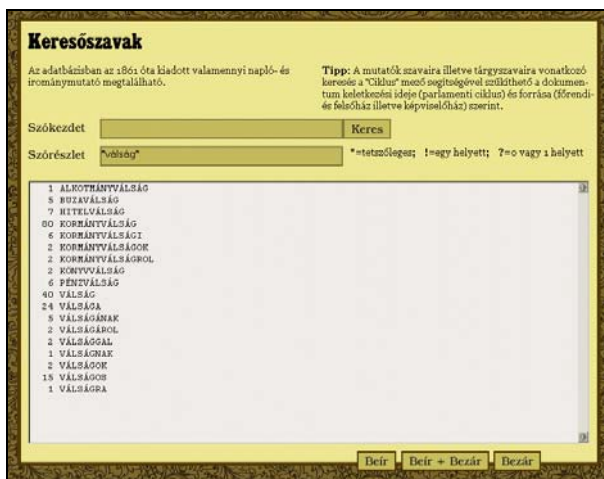 Keresőszavak
Az adatbázisban az 1861 óta kiadott valamennyi napló- és
irománymutató megtalálható.
Tipp: A mutatók szavaira illetve tárgyszavaira vonatkozó
keresés a "Ciklus" mező segítségével szűkíthető a dokumen-
tum keletkezési ideje (parlamenti ciklus) és forrása (főrendi-
és felsőház illetve képviselőház) szerint.
Szókezdet
Keres
Szórészlet
*válság*
*=tetszőleges; !=egy helyett; ?=0 vagy 1 helyett
1 ALKOTMÁNYVÁLSÁG
5 BUZAVÁLSÁG
7 HITELVÁLSÁG
80 KORMÁNYVÁLSÁG
6 KORMÁNYVÁLSÁGI
2 KORMÁNYVÁLSÁGOK
2 KORMÁNYVÁLSÁGROL
2 KÖNYVVÁLSÁG
6 PÉNZVÁLSÁG
40 VÁLSÁG
24 VÁLSÁGA
5 VÁLSÁGÁNAK
2 VÁLSÁGÁROL
2 VÁLSÁGGAL
1 VÁLSÁGNAK
2 VÁLSÁGOK
15 VÁLSÁGOS
1 VÁLSÁGRA
Beír
Beír + Bezár
Bezár